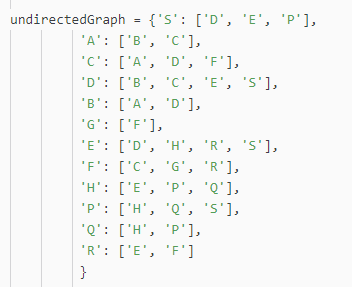 undirectedGraph = {'S': ['D', 'E', 'P'],
'A': ['B', 'C'],
'C': ['A', 'D', 'F'],
'D': ['B', 'C', 'E', 'S'],
'B': ['A', 'D'],
'G': ['F'],
'E': ['D', 'H', 'R', 'S'],
'F': ['C', 'G', 'R'],
'H': ['E', 'P', 'Q'],
'P': ['H', 'Q', 'S'],
'Q': ['H', 'P'],
'R': ['E', 'F']
}